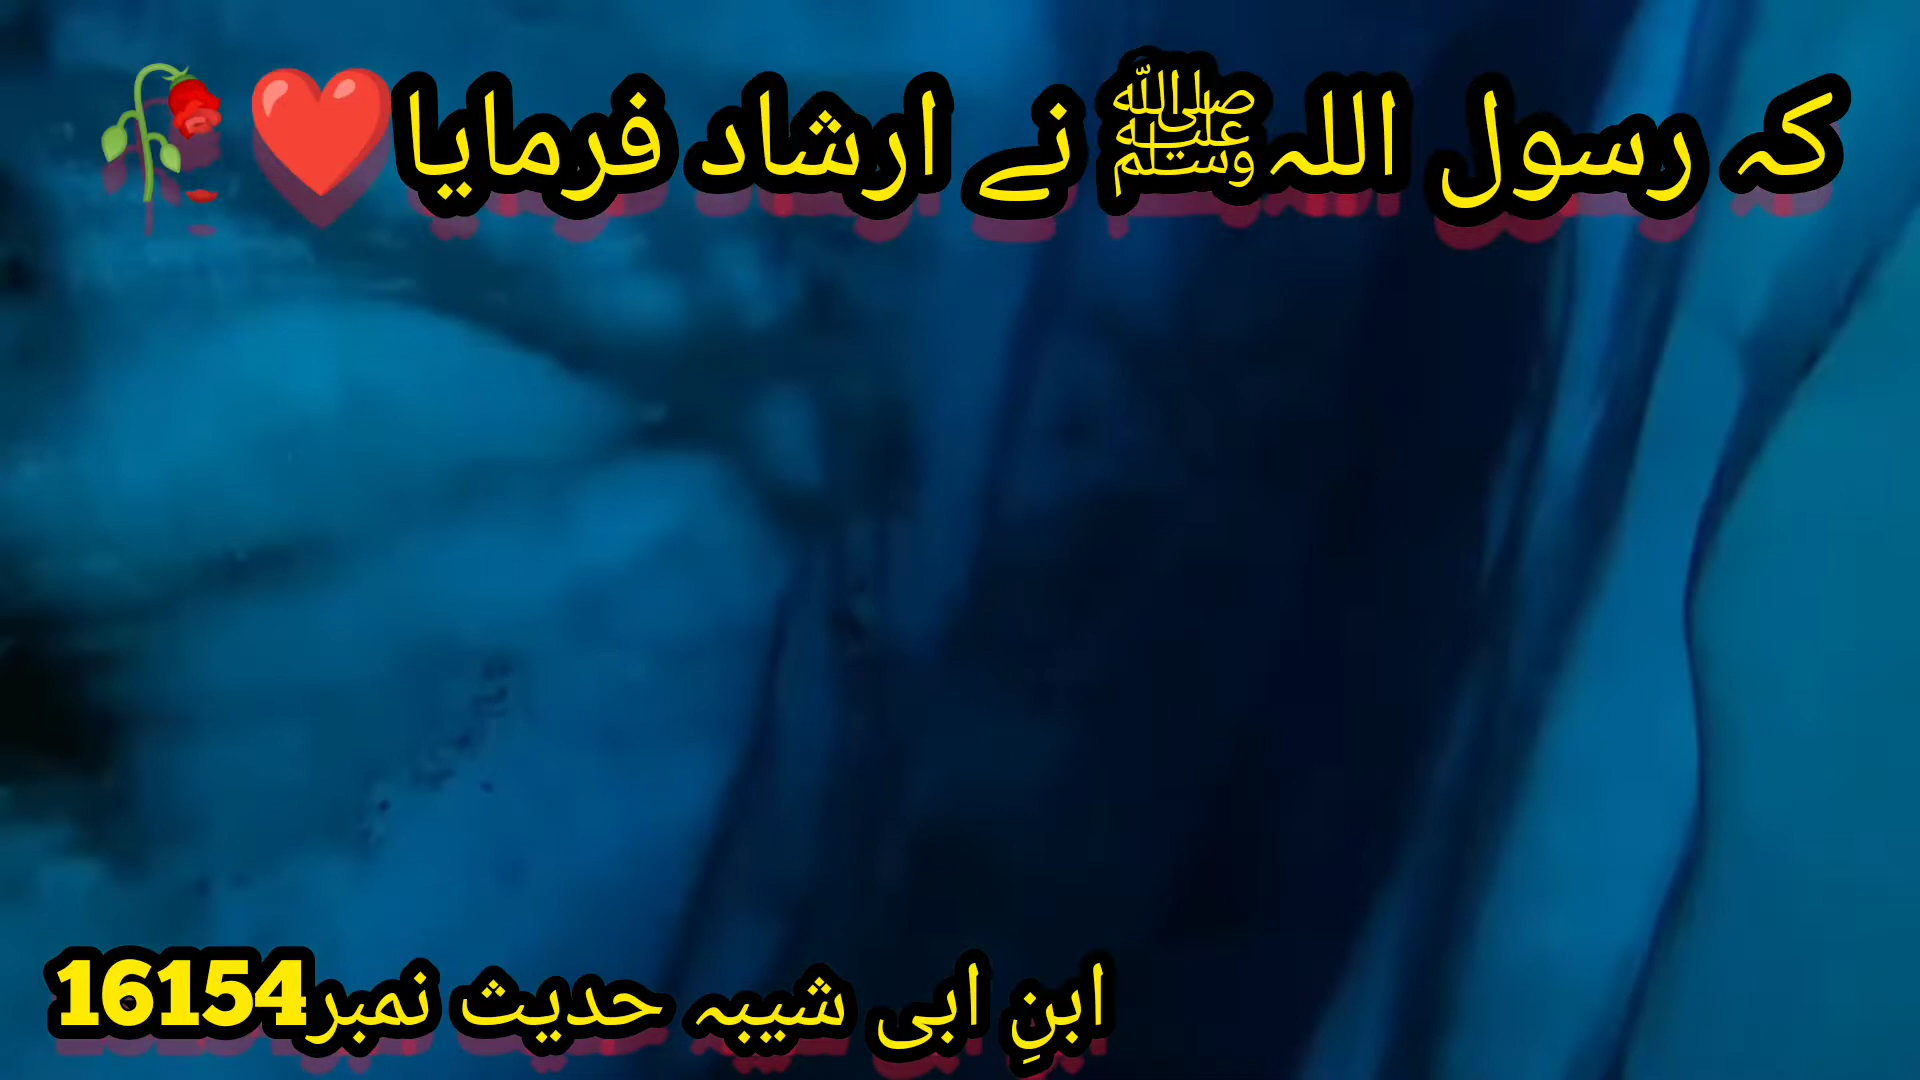 کہ رسول اللہ ﷺ نے ارشاد فرمایا❤️🥀
ابنِ ابی شیبہ حدیث نمبر16154